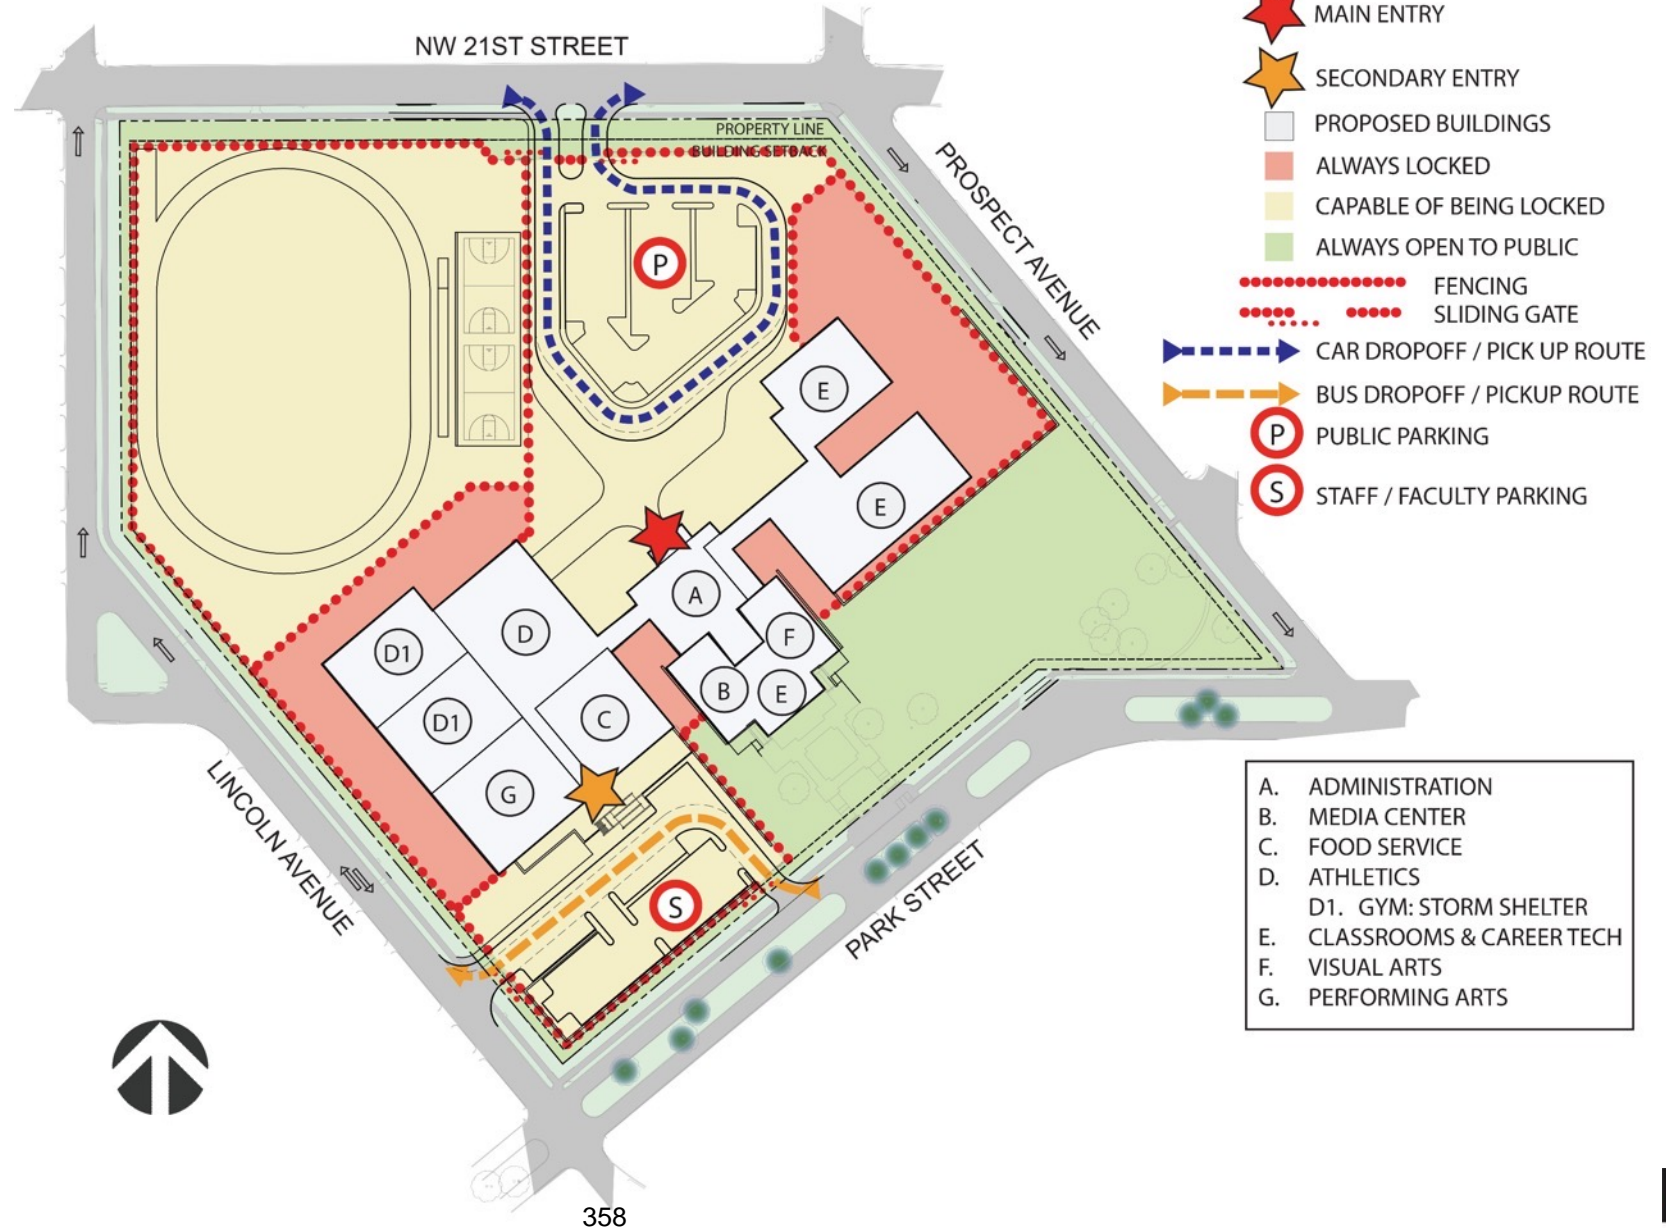 NW 21ST STREET
PROPERTY LINE
BUILDING SETBACK
PROSPECT AVENUE
P
E
E
A
F
D
D1
B
E
D1
C
G
S
LINCOLN AVENUE
PARK STREET
MAIN ENTRY
SECONDARY ENTRY
PROPOSED BUILDINGS
ALWAYS LOCKED
CAPABLE OF BEING LOCKED
ALWAYS OPEN TO PUBLIC
FENCING
SLIDING GATE
CAR DROPOFF / PICK UP ROUTE
BUS DROPOFF / PICKUP ROUTE
P PUBLIC PARKING
S STAFF / FACULTY PARKING
A. ADMINISTRATION
B. MEDIA CENTER
C. FOOD SERVICE
D. ATHLETICS
D1. GYM: STORM SHELTER
E. CLASSROOMS & CAREER TECH
F. VISUAL ARTS
G. PERFORMING ARTS
358